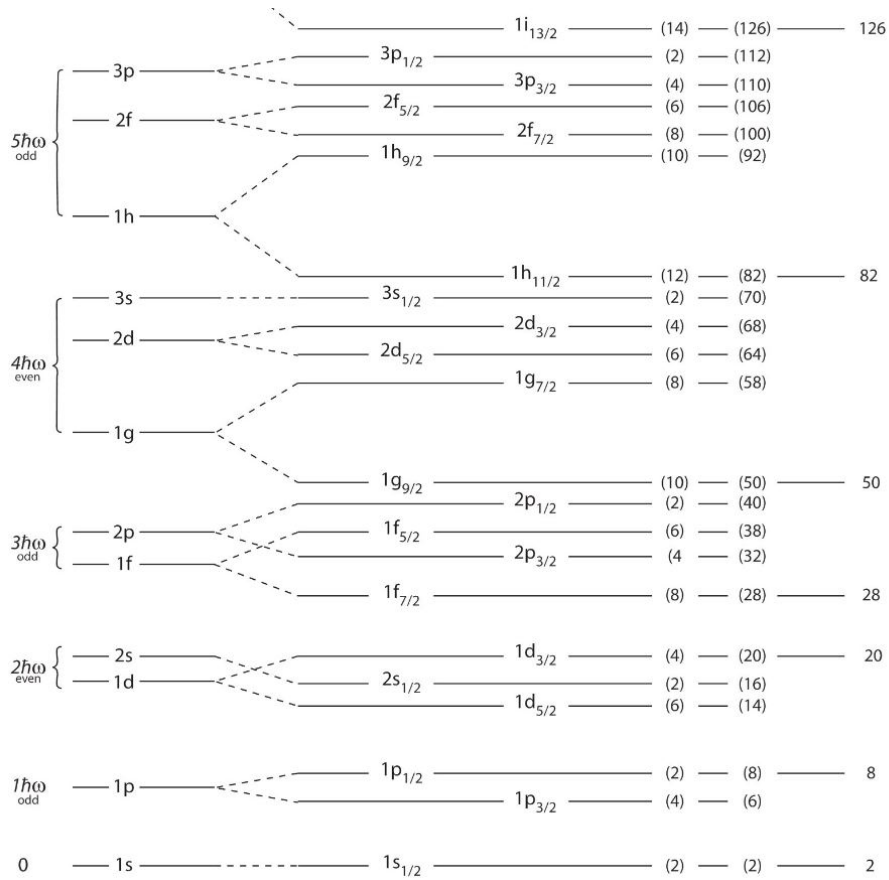 1i13/2 (14) (126) 126
3p1/2 (2) (112)
3p
3p3/2 (4) (110)
2f5/2 (6) (106)
2f
2f7/2 (8) (100)
5ħω
odd
1h9/2 (10) (92)
1h
1h11/2 (12) (82) 82
3s 3s1/2 (2) (70)
2d3/2 (4) (68)
2d
2d5/2 (6) (64)
4ħω
even
1g7/2 (8) (58)
1g
1g9/2 (10) (50) 50
2p1/2 (2) (40)
2p 1f5/2 (6) (38)
3ħω
odd
2p3/2 (4 (32)
1f
1f7/2 (8) (28) 28
2s 1d3/2 (4) (20) 20
2ħω
even
1d 2s1/2 (2) (16)
1d5/2 (6) (14)
1p1/2 (2) (8) 8
1ħω
odd
1p
1p3/2 (4) (6)
0 1s 1s1/2 (2) (2) 2